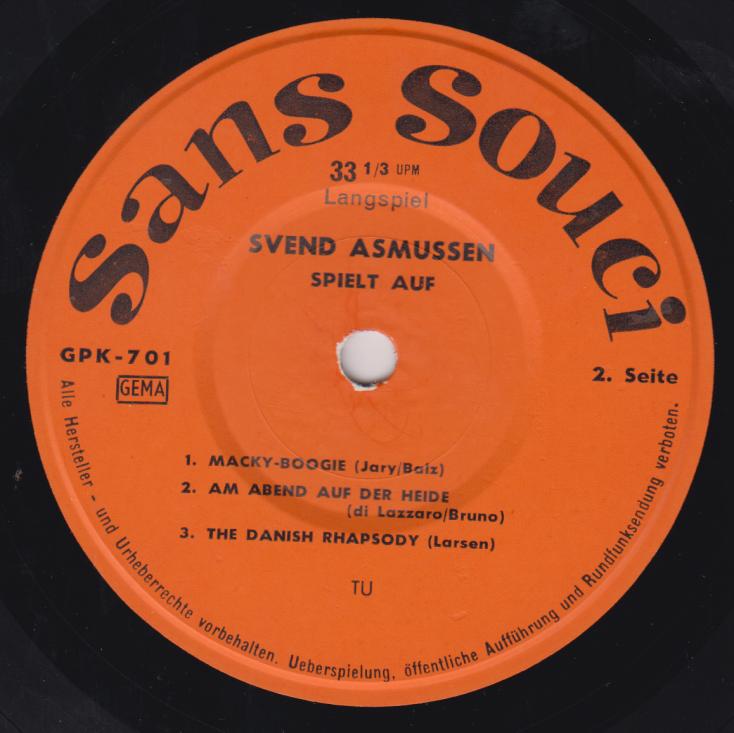 Sans Souci
33 1/3 UPM
Langspiel
SVEND ASMUSSEN
SPIELT AUF
GPK-701
GEMA
2. Seite
1. MACKY-BOOGIE (Jary/Balz)
2. AM ABEND AUF DER HEIDE
(di Lazzaro/Bruno)
3. THE DANISH RHAPSODY (Larsen)
TU
Alle Hersteller - und Urheberrechte vorbehalten. Ueberspielung, öffentliche Aufführung und Rundfunksendung verboten.